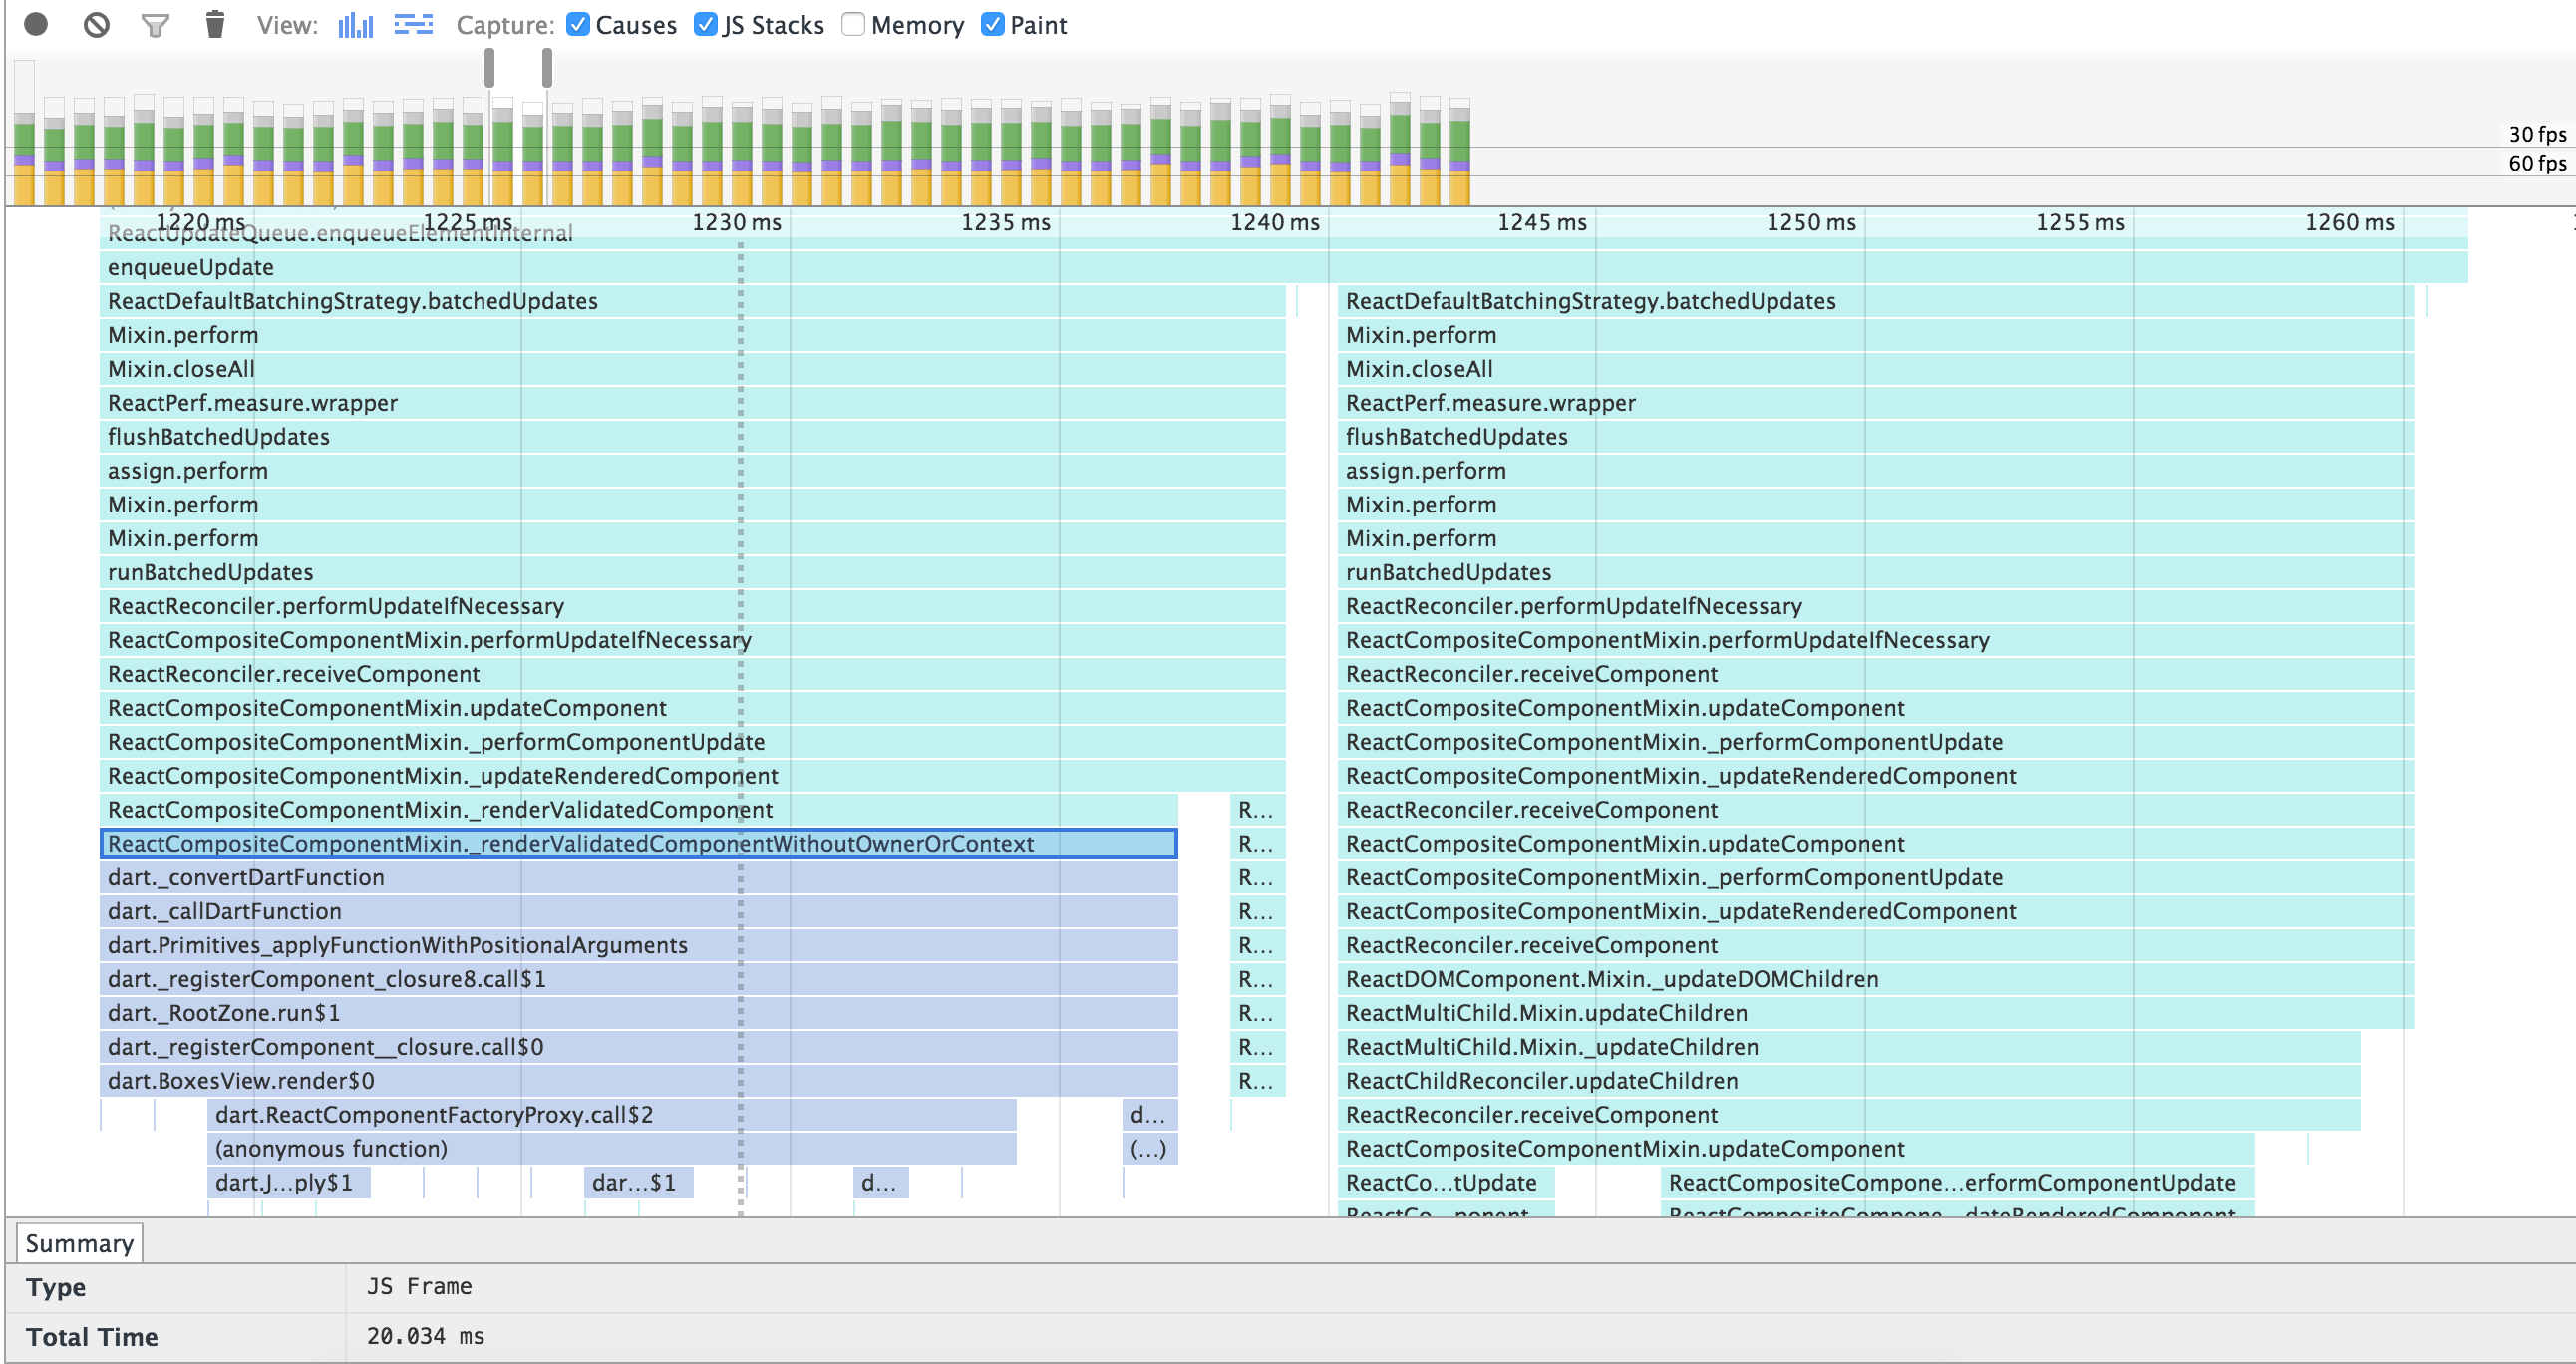 View: Capture: Causes JS Stacks Memory Paint
30 fps
60 fps
1220 ms 1225 ms 1230 ms 1235 ms 1240 ms 1245 ms 1250 ms 1255 ms 1260 ms
ReactUpdateQueue.enqueueElementInternal
enqueueUpdate
ReactDefaultBatchingStrategy.batchedUpdates ReactDefaultBatchingStrategy.batchedUpdates
Mixin.perform Mixin.perform
Mixin.closeAll Mixin.closeAll
ReactPerf.measure.wrapper ReactPerf.measure.wrapper
flushBatchedUpdates flushBatchedUpdates
assign.perform assign.perform
Mixin.perform Mixin.perform
Mixin.perform Mixin.perform
runBatchedUpdates runBatchedUpdates
ReactReconciler.performUpdateIfNecessary ReactReconciler.performUpdateIfNecessary
ReactCompositeComponentMixin.performUpdateIfNecessary ReactCompositeComponentMixin.performUpdateIfNecessary
ReactReconciler.receiveComponent ReactReconciler.receiveComponent
ReactCompositeComponentMixin.updateComponent ReactCompositeComponentMixin.updateComponent
ReactCompositeComponentMixin._performComponentUpdate ReactCompositeComponentMixin._performComponentUpdate
ReactCompositeComponentMixin._updateRenderedComponent ReactCompositeComponentMixin._updateRenderedComponent
ReactCompositeComponentMixin._renderValidatedComponent R... ReactReconciler.receiveComponent
ReactCompositeComponentMixin._renderValidatedComponentWithoutOwnerOrContext R... ReactCompositeComponentMixin.updateComponent
dart._convertDartFunction R... ReactCompositeComponentMixin._performComponentUpdate
dart._callDartFunction R... ReactCompositeComponentMixin._updateRenderedComponent
dart.Primitives_applyFunctionWithPositionalArguments R... ReactReconciler.receiveComponent
dart._registerComponent_closure8.call$1 R... ReactDOMComponent.Mixin._updateDOMChildren
dart._RootZone.run$1 R... ReactMultiChild.Mixin.updateChildren
dart._registerComponent__closure.call$0 R... ReactMultiChild.Mixin._updateChildren
dart.BoxesView.render$0 R... ReactChildReconciler.updateChildren
dart.ReactComponentFactoryProxy.call$2 d... ReactReconciler.receiveComponent
(anonymous function) (...) ReactCompositeComponentMixin.updateComponent
dart.J...ply$1 dar...$1 d... ReactCo...tUpdate ReactCompositeCompone...erformComponentUpdate
ReactCo...ponent ReactCompositeCompone...dateRenderedComponent
Summary
Type JS Frame
Total Time 20.034 ms